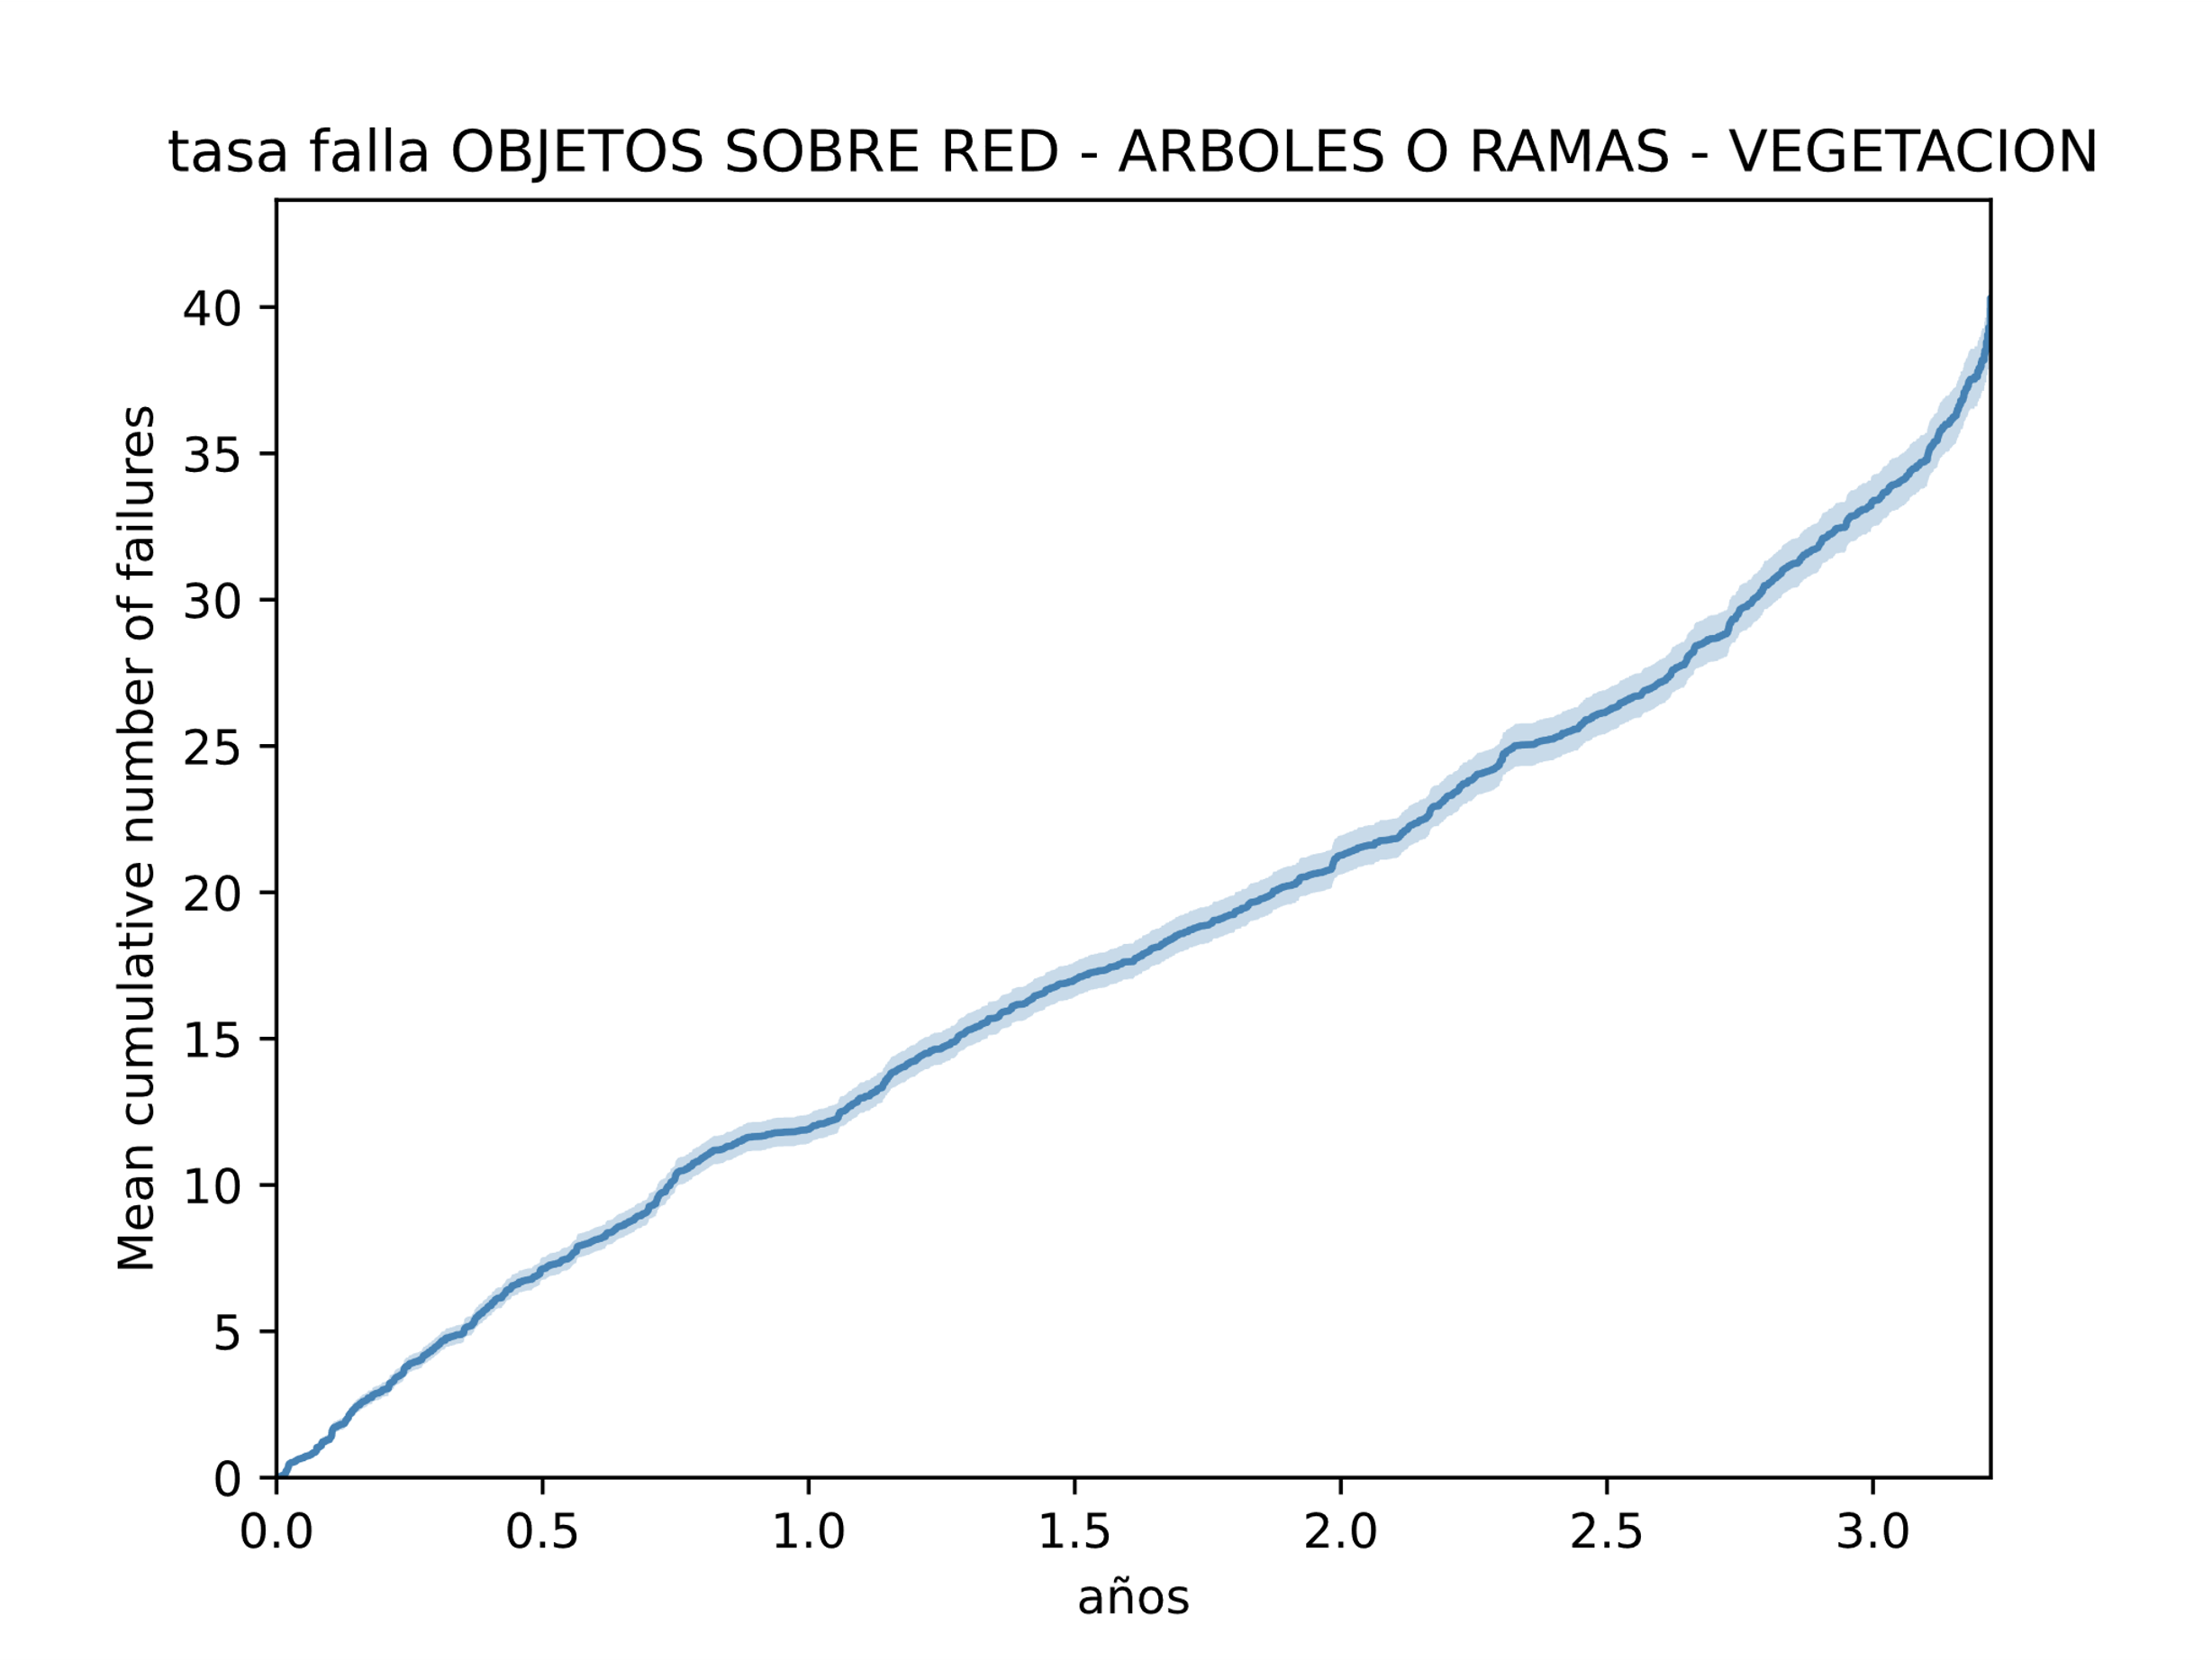 tasa falla OBJETOS SOBRE RED - ARBOLES O RAMAS - VEGETACION
Mean cumulative number of failures
40
35
30
25
20
15
10
5
0
0.0 0.5 1.0 1.5 2.0 2.5 3.0
años